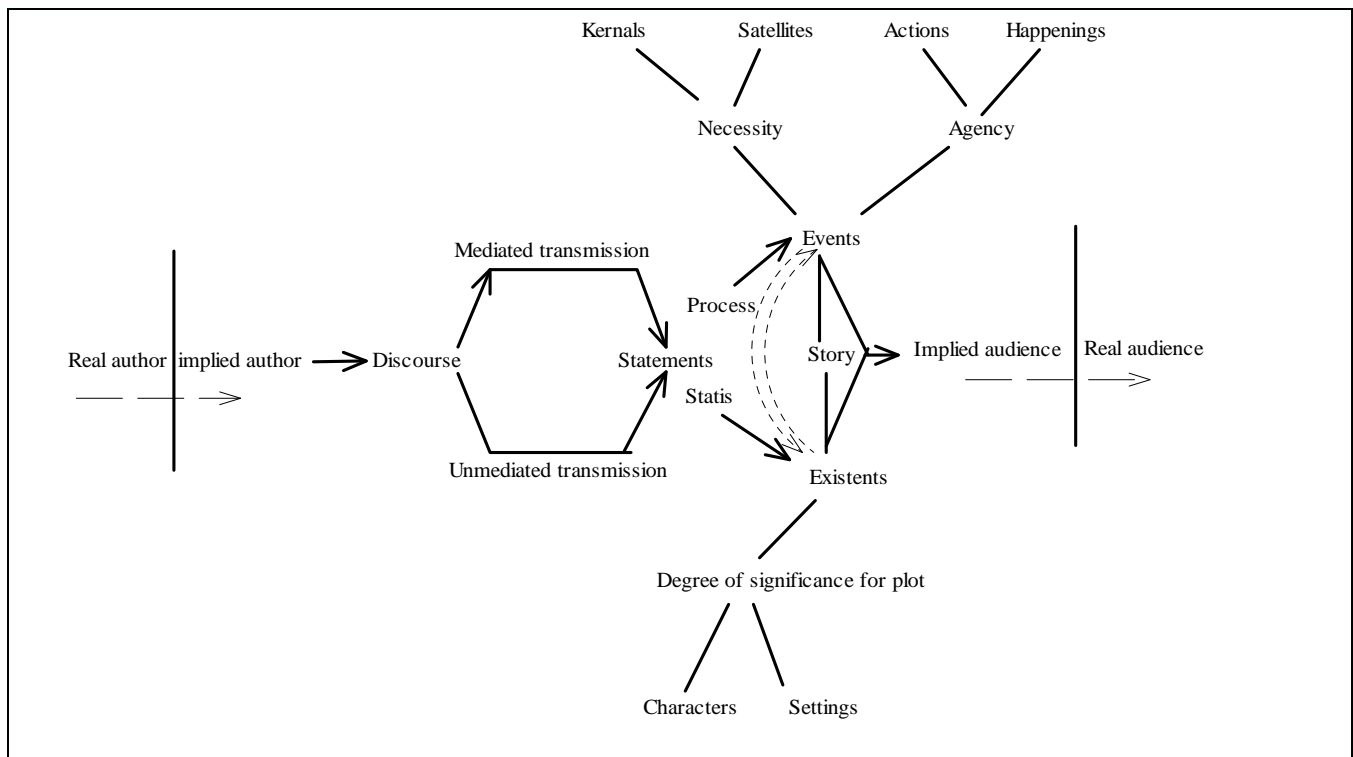 Kernals
Satellites
Actions
Happenings
Necessity
Agency
Events
Mediated transmission
Process
Real author
implied author
Discourse
Statements
Story
Implied audience
Real audience
Statis
Unmediated transmission
Existents
Degree of significance for plot
Characters
Settings